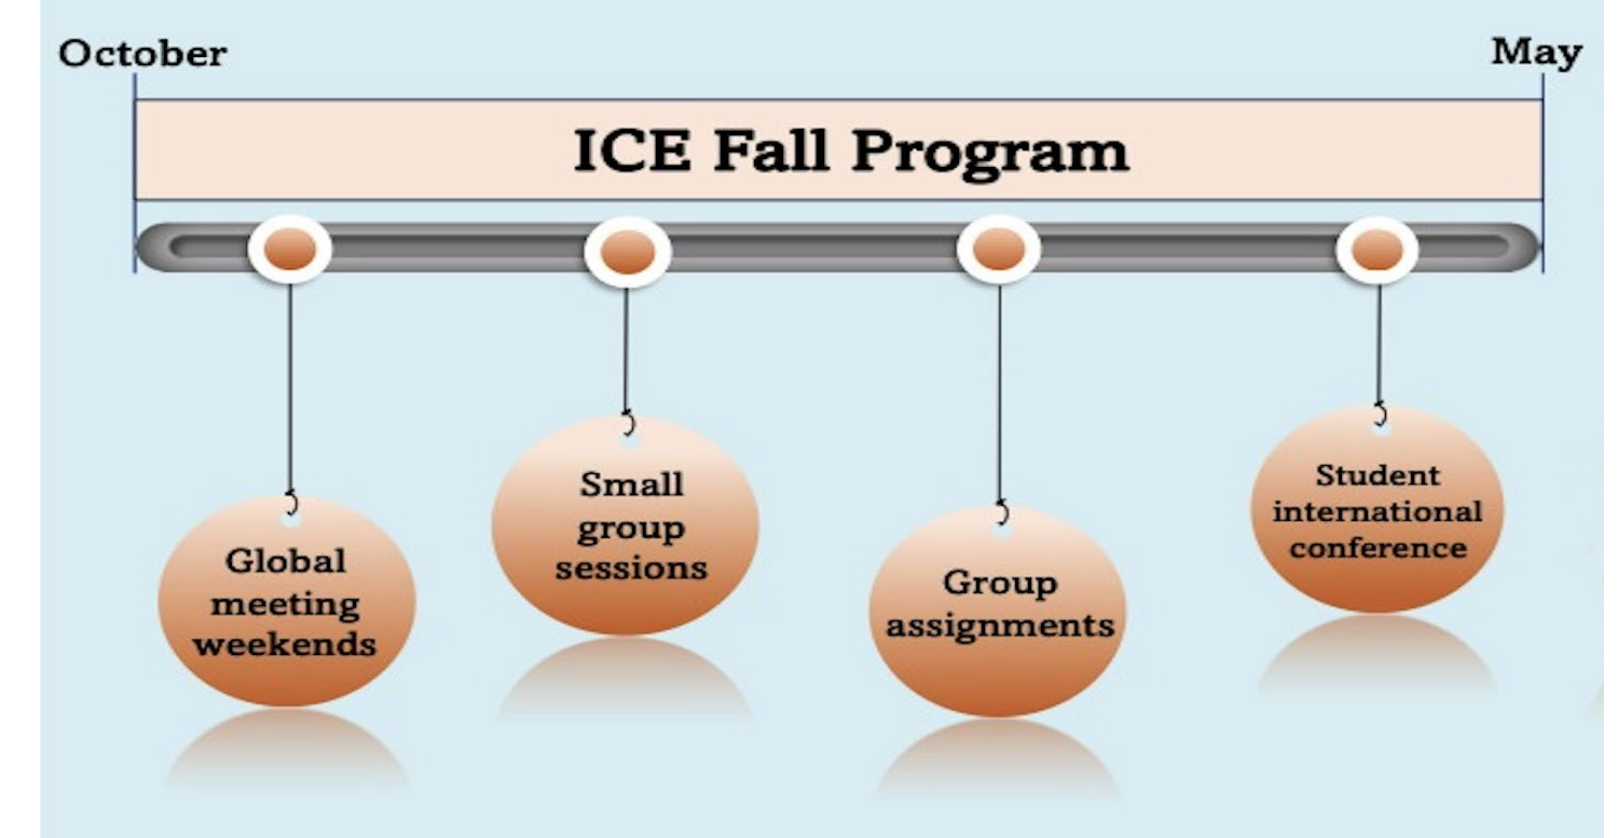 October
May
ICE Fall Program
Global
meeting
weekends
Small
group
sessions
Group
assignments
Student
international
conference